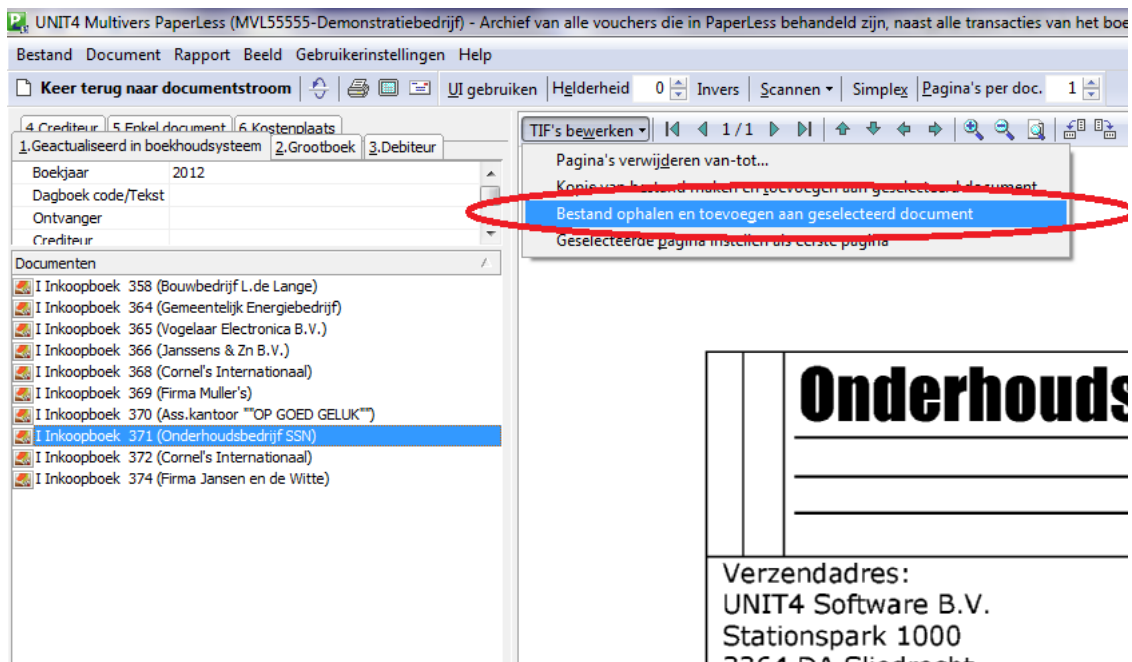 UNIT4 Multivers PaperLess (MVL55555-Demonstratiebedrijf) - Archief van alle vouchers die in PaperLess behandeld zijn, naast alle transacties van het boe
Bestand Document Rapport Beeld Gebruikerinstellingen Help
Keer terug naar documentstroom UI gebruiken Helderheid 0 Invers Scannen Simplex Pagina's per doc. 1
4.Crediteur 5.Enkel document 6.Kostenplaats
1.Geactualiseerd in boekhoudsysteem 2.Grootboek 3.Debiteur
Boekjaar 2012
Dagboek code/Tekst
Ontvanger
Crediteur
Documenten
I Inkoopboek 358 (Bouwbedrijf L.de Lange)
I Inkoopboek 364 (Gemeentelijk Energiebedrijf)
I Inkoopboek 365 (Vogelaar Electronica B.V.)
I Inkoopboek 366 (Janssens & Zn B.V.)
I Inkoopboek 368 (Cornel's Internationaal)
I Inkoopboek 369 (Firma Muller's)
I Inkoopboek 370 (Ass.kantoor ""OP GOED GELUK"")
I Inkoopboek 371 (Onderhoudsbedrijf SSN)
I Inkoopboek 372 (Cornel's Internationaal)
I Inkoopboek 374 (Firma Jansen en de Witte)
TIF's bewerken 1/1
Pagina's verwijderen van-tot...
Kopie van bestand maken en toevoegen aan geselecteerd document
Bestand ophalen en toevoegen aan geselecteerd document
Geselecteerde pagina instellen als eerste pagina
Onderhouds
Verzendadres:
UNIT4 Software B.V.
Stationspark 1000
3364 DA Sliedrecht